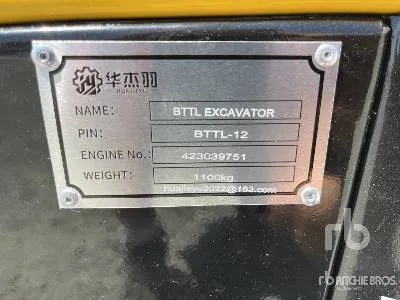 华杰羽
HUAJIEYU
NAME: BTTL EXCAVATOR
PIN: BTTL-12
ENGINE No.: 423039751
WEIGHT: 1100kg
huajieyu2022@163.com
rb
RITCHIE BROS.